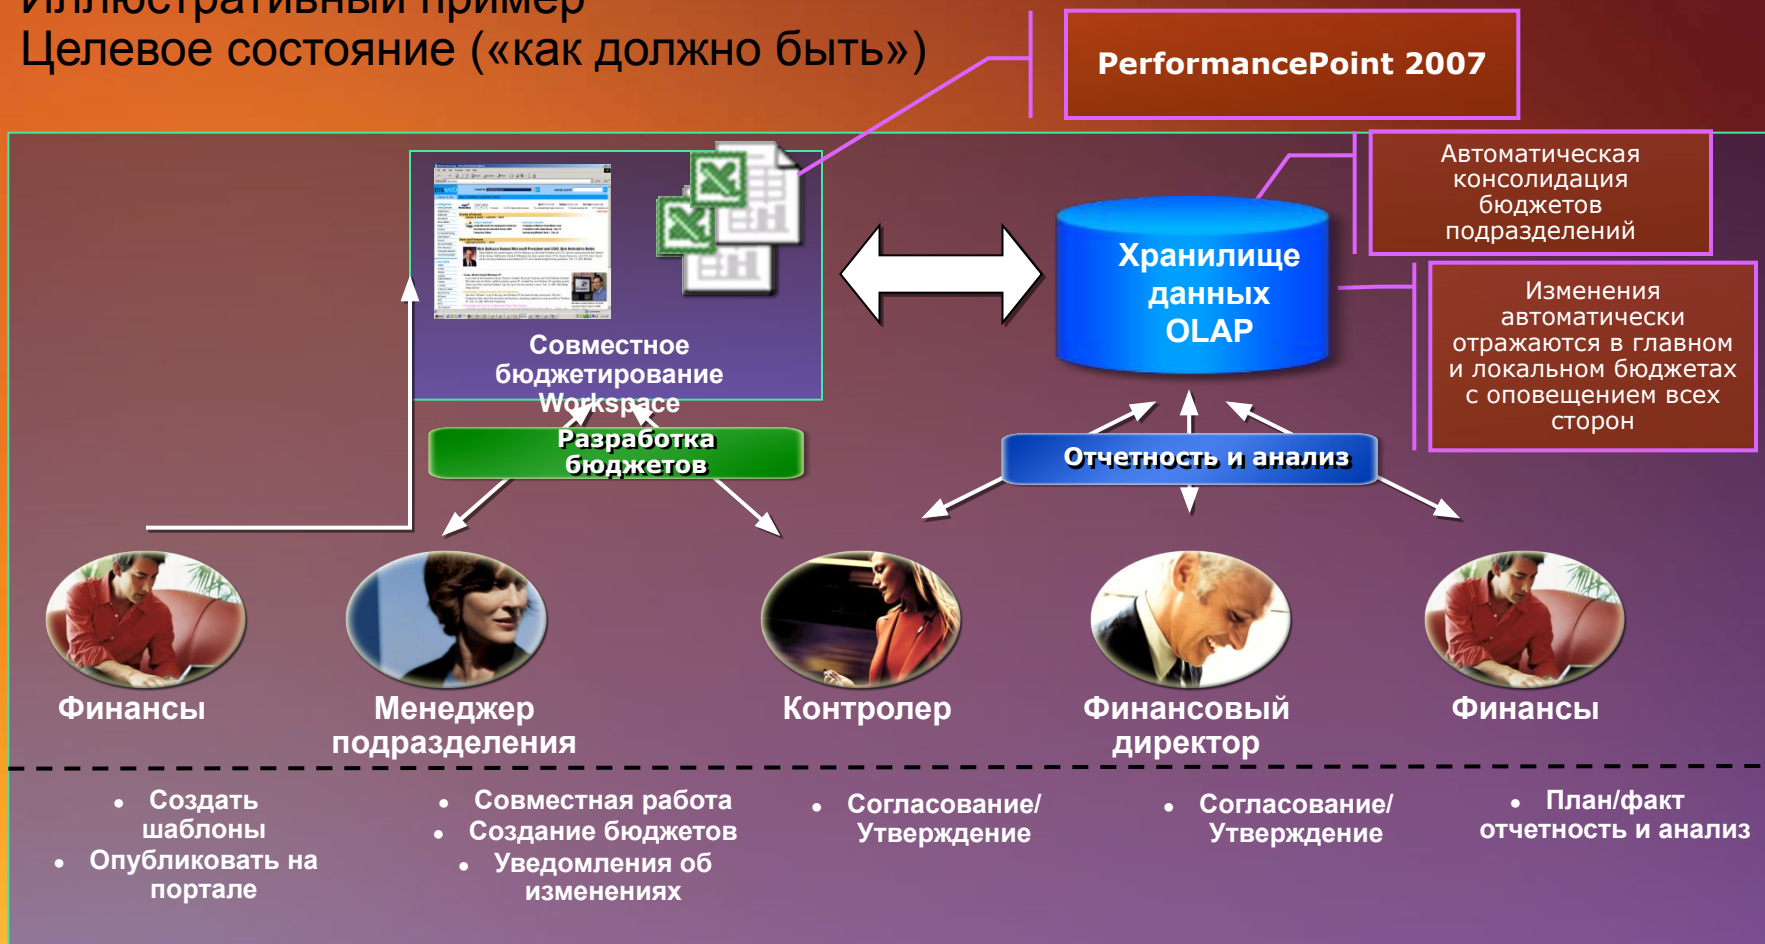 Иллюстративный пример
Целевое состояние («как должно быть»)
PerformancePoint 2007
Автоматическая
консолидация
бюджетов
подразделений
Изменения
автоматически
отражаются в главном
и локальном бюджетах
с оповещением всех
сторон
Совместное
бюджетирование
Workspace
Хранилище
данных
OLAP
Разработка
бюджетов
Отчетность и анализ
Финансы
Менеджер
подразделения
Контролер
Финансовый
директор
Финансы
• Создать
шаблоны
• Опубликовать на
портале
• Совместная работа
• Создание бюджетов
• Уведомления об
изменениях
• Согласование/
Утверждение
• Согласование/
Утверждение
• План/факт
отчетность и анализ